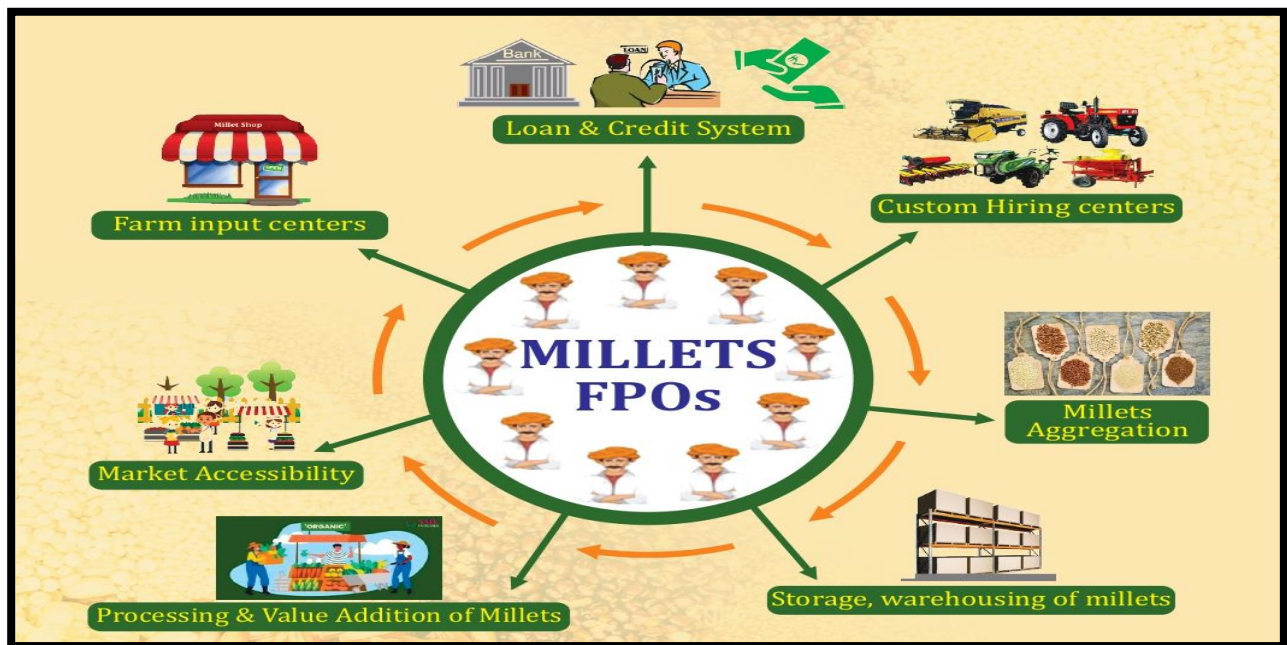 Bank
LOAN
Loan & Credit System
Millet Shop
OPEN
Farm input centers
Custom Hiring centers
MILLETS
FPOs
Millets
Aggregation
Market Accessibility
'ORGANIC'
Processing & Value Addition of Millets
Storage, warehousing of millets